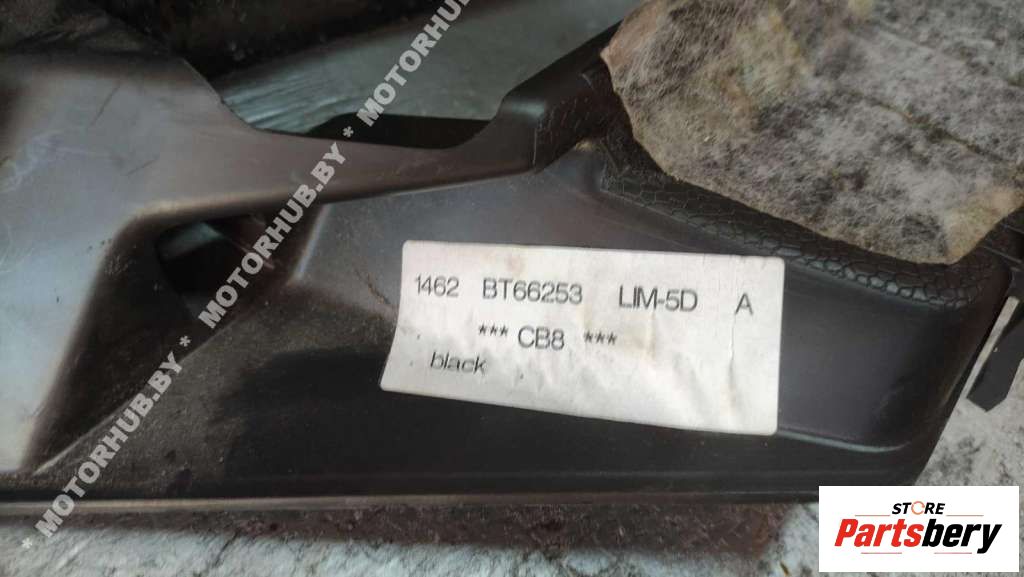 * MOTORHUB.BY * MOTORHUB.BY * MOTORHUB.BY
1462 BT66253 LIM-5D A
*** CB8 ***
black
STORE
Partsbery